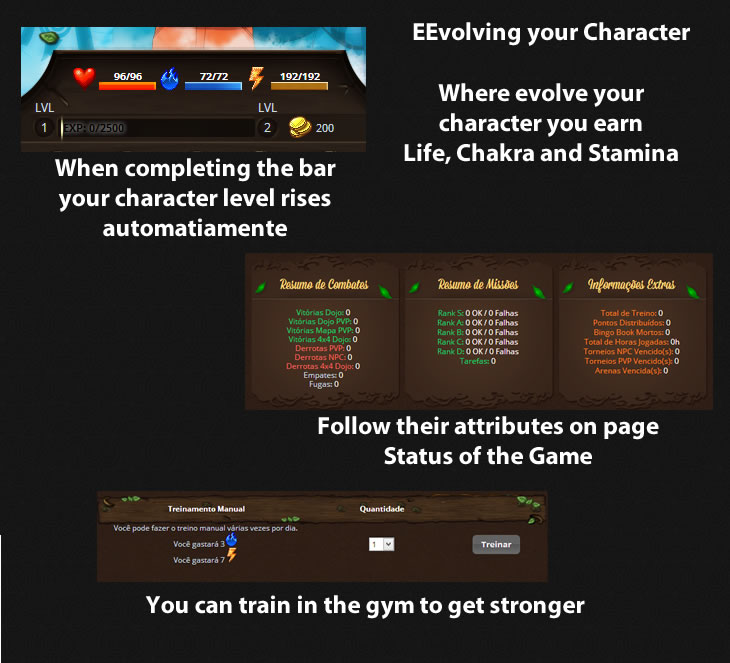 EEvolving your Character
96/96 72/72 192/192
LVL LVL
1 EXP: 0/2500 2 200
Where evolve your
character you earn
Life, Chakra and Stamina
When completing the bar
your character level rises
automatiamente
Resumo de Combates
Vitórias Dojo: 0
Vitórias Dojo PVP: 0
Vitórias Mapa PVP: 0
Vitórias 4x4 Dojo: 0
Derrotas PVP: 0
Derrotas NPC: 0
Derrotas 4x4 Dojo: 0
Empates: 0
Fugas: 0
Resumo de Missões
Rank S: 0 OK / 0 Falhas
Rank A: 0 OK / 0 Falhas
Rank B: 0 OK / 0 Falhas
Rank C: 0 OK / 0 Falhas
Rank D: 0 OK / 0 Falhas
Tarefas: 0
Informações Extras
Total de Treino: 0
Pontos Distribuídos: 0
Bingo Book Mortos: 0
Total de Horas Jogadas: 0h
Torneios NPC Vencido(s): 0
Torneios PVP Vencido(s): 0
Arenas Vencida(s): 0
Follow their attributes on page
Status of the Game
Treinamento Manual Quantidade
Você pode fazer o treino manual várias vezes por dia.
Você gastará 3
Você gastará 7
1
Treinar
You can train in the gym to get stronger